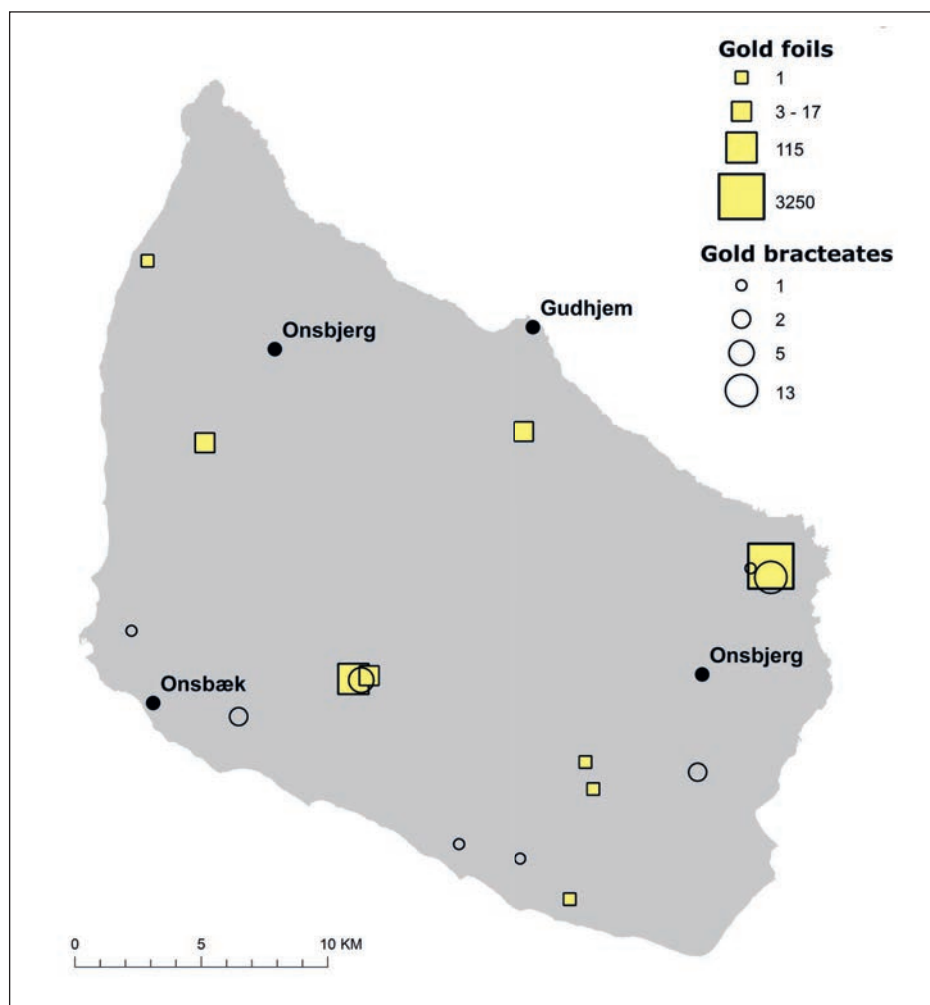 Gold foils
1
3 - 17
115
3250
Gold bracteates
1
2
5
13
Gudhjem
Onsbjerg
Onsbjerg
Onsbæk
0 5 10 KM